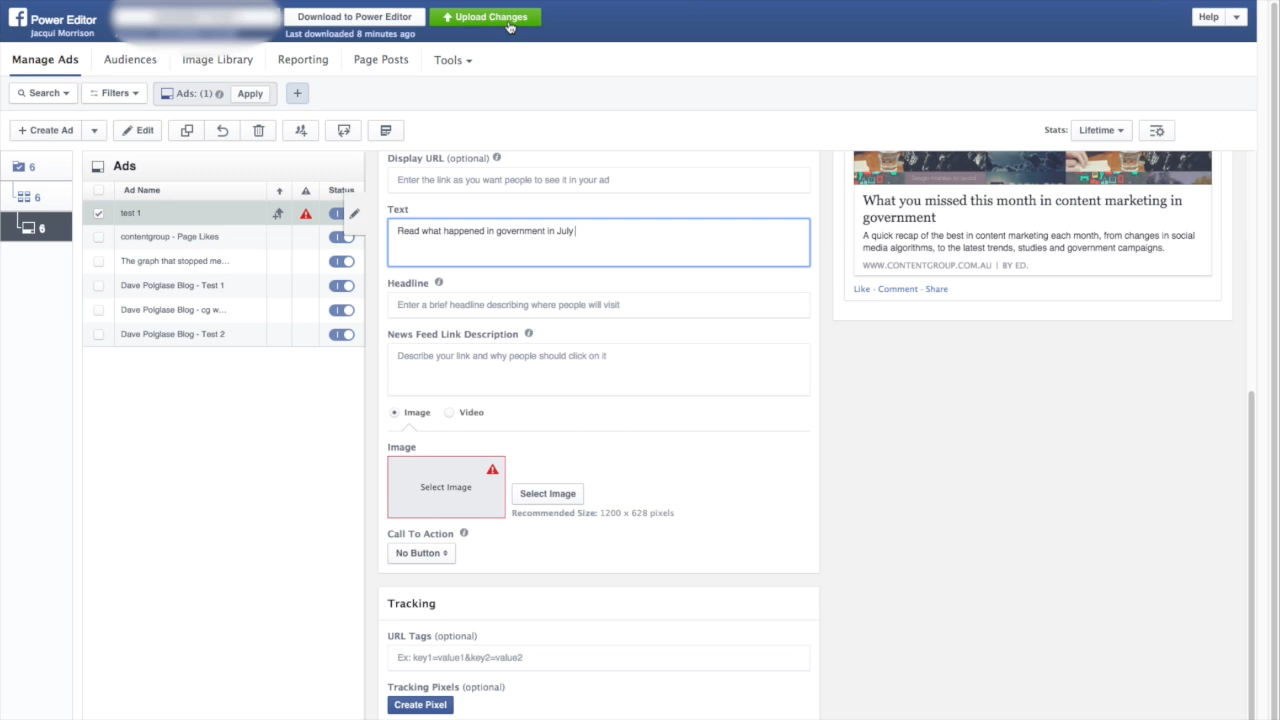 Power Editor
Jacqui Morrison
Download to Power Editor
Upload Changes
Last downloaded 8 minutes ago
Help
Manage Ads
Audiences
Image Library
Reporting
Page Posts
Tools
Search
Filters
Ads: (1)
Apply
+
+ Create Ad
Edit
Stats:
Lifetime
6
6
6
Ads
Ad Name
Status
test 1
contentgroup - Page Likes
The graph that stopped me...
Dave Polglase Blog - Test 1
Dave Polglase Blog - cg w...
Dave Polglase Blog - Test 2
Display URL (optional)
Enter the link as you want people to see it in your ad
Text
Read what happened in government in July
Headline
Enter a brief headline describing where people will visit
News Feed Link Description
Describe your link and why people should click on it
Image
Video
Image
Select Image
Select Image
Recommended Size: 1200 x 628 pixels
Call To Action
No Button
Tracking
URL Tags (optional)
Ex: key1=value1&key2=value2
Tracking Pixels (optional)
Create Pixel
What you missed this month in content marketing in
government
A quick recap of the best in content marketing each month, from changes in social
media algorithms, to the latest trends, studies and government campaigns.
WWW.CONTENTGROUP.COM.AU | BY ED.
Like · Comment · Share